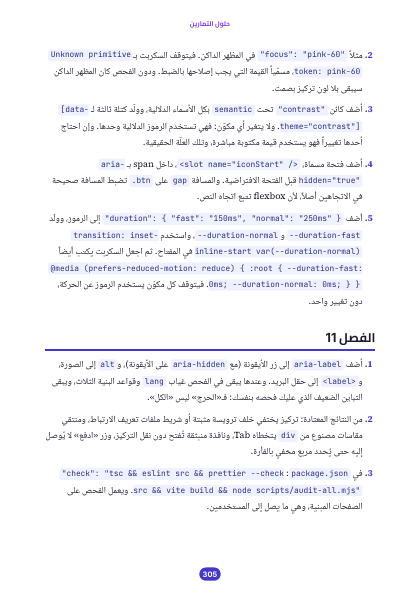 حلول التمارين
2. مثلاً "focus": "pink-60" في المظهر الداكن. فيتوقف السكربت بـ Unknown primitive
token: pink-60، مسمّياً القيمة التي يجب إصلاحها بالضبط. ودون الفحص كان المظهر الداكن
سيبقى بلا لون تركيز بصمت.
3. أضف كائن "contrast" تحت semantic بكل الأسماء الدلالية، وولّد كتلة ثالثة لـ [data-
theme="contrast"]. ولا يتغير أي مكوّن: فهي تستخدم الرموز الدلالية وحدها. وإن احتاج
أحدها تغييراً فهو يستخدم قيمة مكتوبة مباشرة، وتلك العلّة الحقيقية.
4. أضف فتحة مسماة، <slot name="iconStart" />، داخل span بـ aria-
hidden="true" قبل الفتحة الافتراضية. والمسافة gap على .btn تضبط المسافة صحيحة
في الاتجاهين أصلاً، لأن flexbox تتبع اتجاه النص.
5. أضف "duration": { "fast": "150ms", "normal": "250ms" } إلى الرموز، وولّد
--duration-fast و --duration-normal، واستخدم transition: inset-
inline-start var(--duration-normal) في المفتاح. ثم اجعل السكربت يكتب أيضاً
@media (prefers-reduced-motion: reduce) { :root { --duration-fast:
0ms; --duration-normal: 0ms; } }. فيتوقف كل مكوّن يستخدم الرموز عن الحركة،
دون تغيير واحد.
الفصل 11
1. أضف aria-label إلى زر الأيقونة (مع aria-hidden على الأيقونة)، و alt إلى الصورة،
و <label> إلى حقل البريد. وعندها يبقى في الفحص غياب lang وقواعد البنية الثلاث، ويبقى
التباين الضعيف الذي عليك فحصه بنفسك: فـ«الحرج» ليس «الكل».
2. من النتائج المعتادة: تركيز يختفي خلف ترويسة مثبتة أو شريط ملفات تعريف الارتباط، ومنتقي
مقاسات مصنوع من div يتخطاه Tab، ونافذة منبثقة تُفتح دون نقل التركيز، وزر «ادفع» لا يُوصل
إليه حتى يُحدد مربع مخفي بالفأرة.
3. في package.json: "check": "tsc && eslint src && prettier --check
src && vite build && node scripts/audit-all.mjs". ويعمل الفحص على
الصفحات المبنية، وهي ما يصل إلى المستخدمين.
305